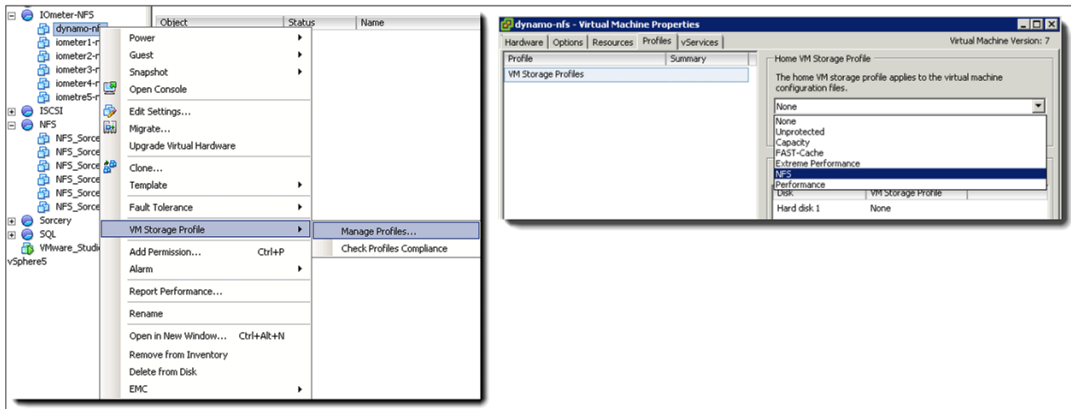 IOmeter-NFS
dynamo-nf
iometer1-r
iometer2-r
iometer3-r
iometer4-r
iometre5-r
ISCSI
NFS
NFS_Sorce
NFS_Sorce
NFS_Sorce
NFS_Sorce
NFS_Sorce
NFS_Sorce
Sorcery
SQL
VMware_Studi
vSphere5
Object Status Name
Power
Guest
Snapshot
Open Console
Edit Settings...
Migrate...
Upgrade Virtual Hardware
Clone...
Template
Fault Tolerance
VM Storage Profile
Add Permission... Ctrl+P
Alarm
Report Performance...
Rename
Open in New Window... Ctrl+Alt+N
Remove from Inventory
Delete from Disk
EMC
Manage Profiles...
Check Profiles Compliance
dynamo-nfs - Virtual Machine Properties
Hardware Options Resources Profiles vServices Virtual Machine Version: 7
Profile Summary
VM Storage Profiles
Home VM Storage Profile
The home VM storage profile applies to the virtual machine
configuration files.
None
None
Unprotected
Capacity
FAST-Cache
Extreme Performance
NFS
Performance
Disk VM Storage Profile
Hard disk 1 None